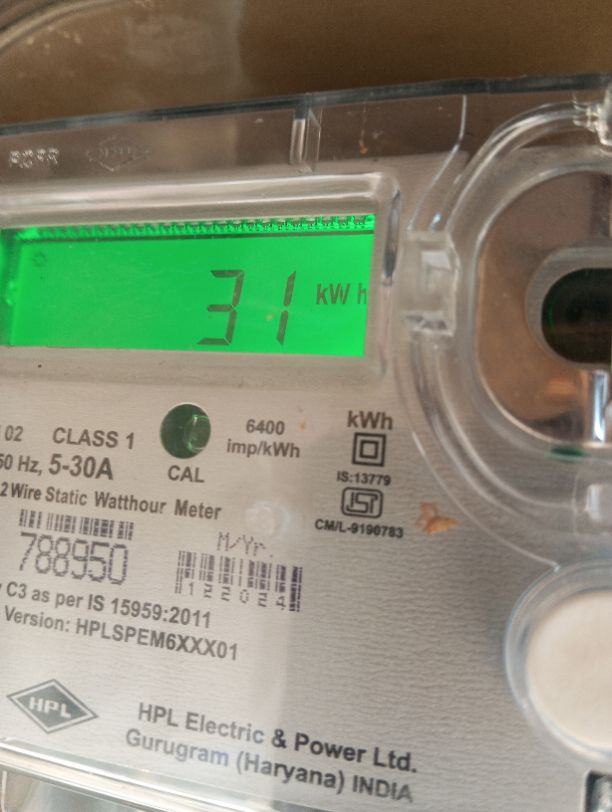 31 kWh
02 CLASS 1
6400
imp/kWh
kWh
50 Hz, 5-30A
CAL
IS:13779
ISI
CM/L-9190783
2 Wire Static Watthour Meter
788950
M/Yr.
C3 as per IS 15959:2011
Version: HPLSPEM6XXX01
HPL
HPL Electric & Power Ltd.
Gurugram (Haryana) INDIA